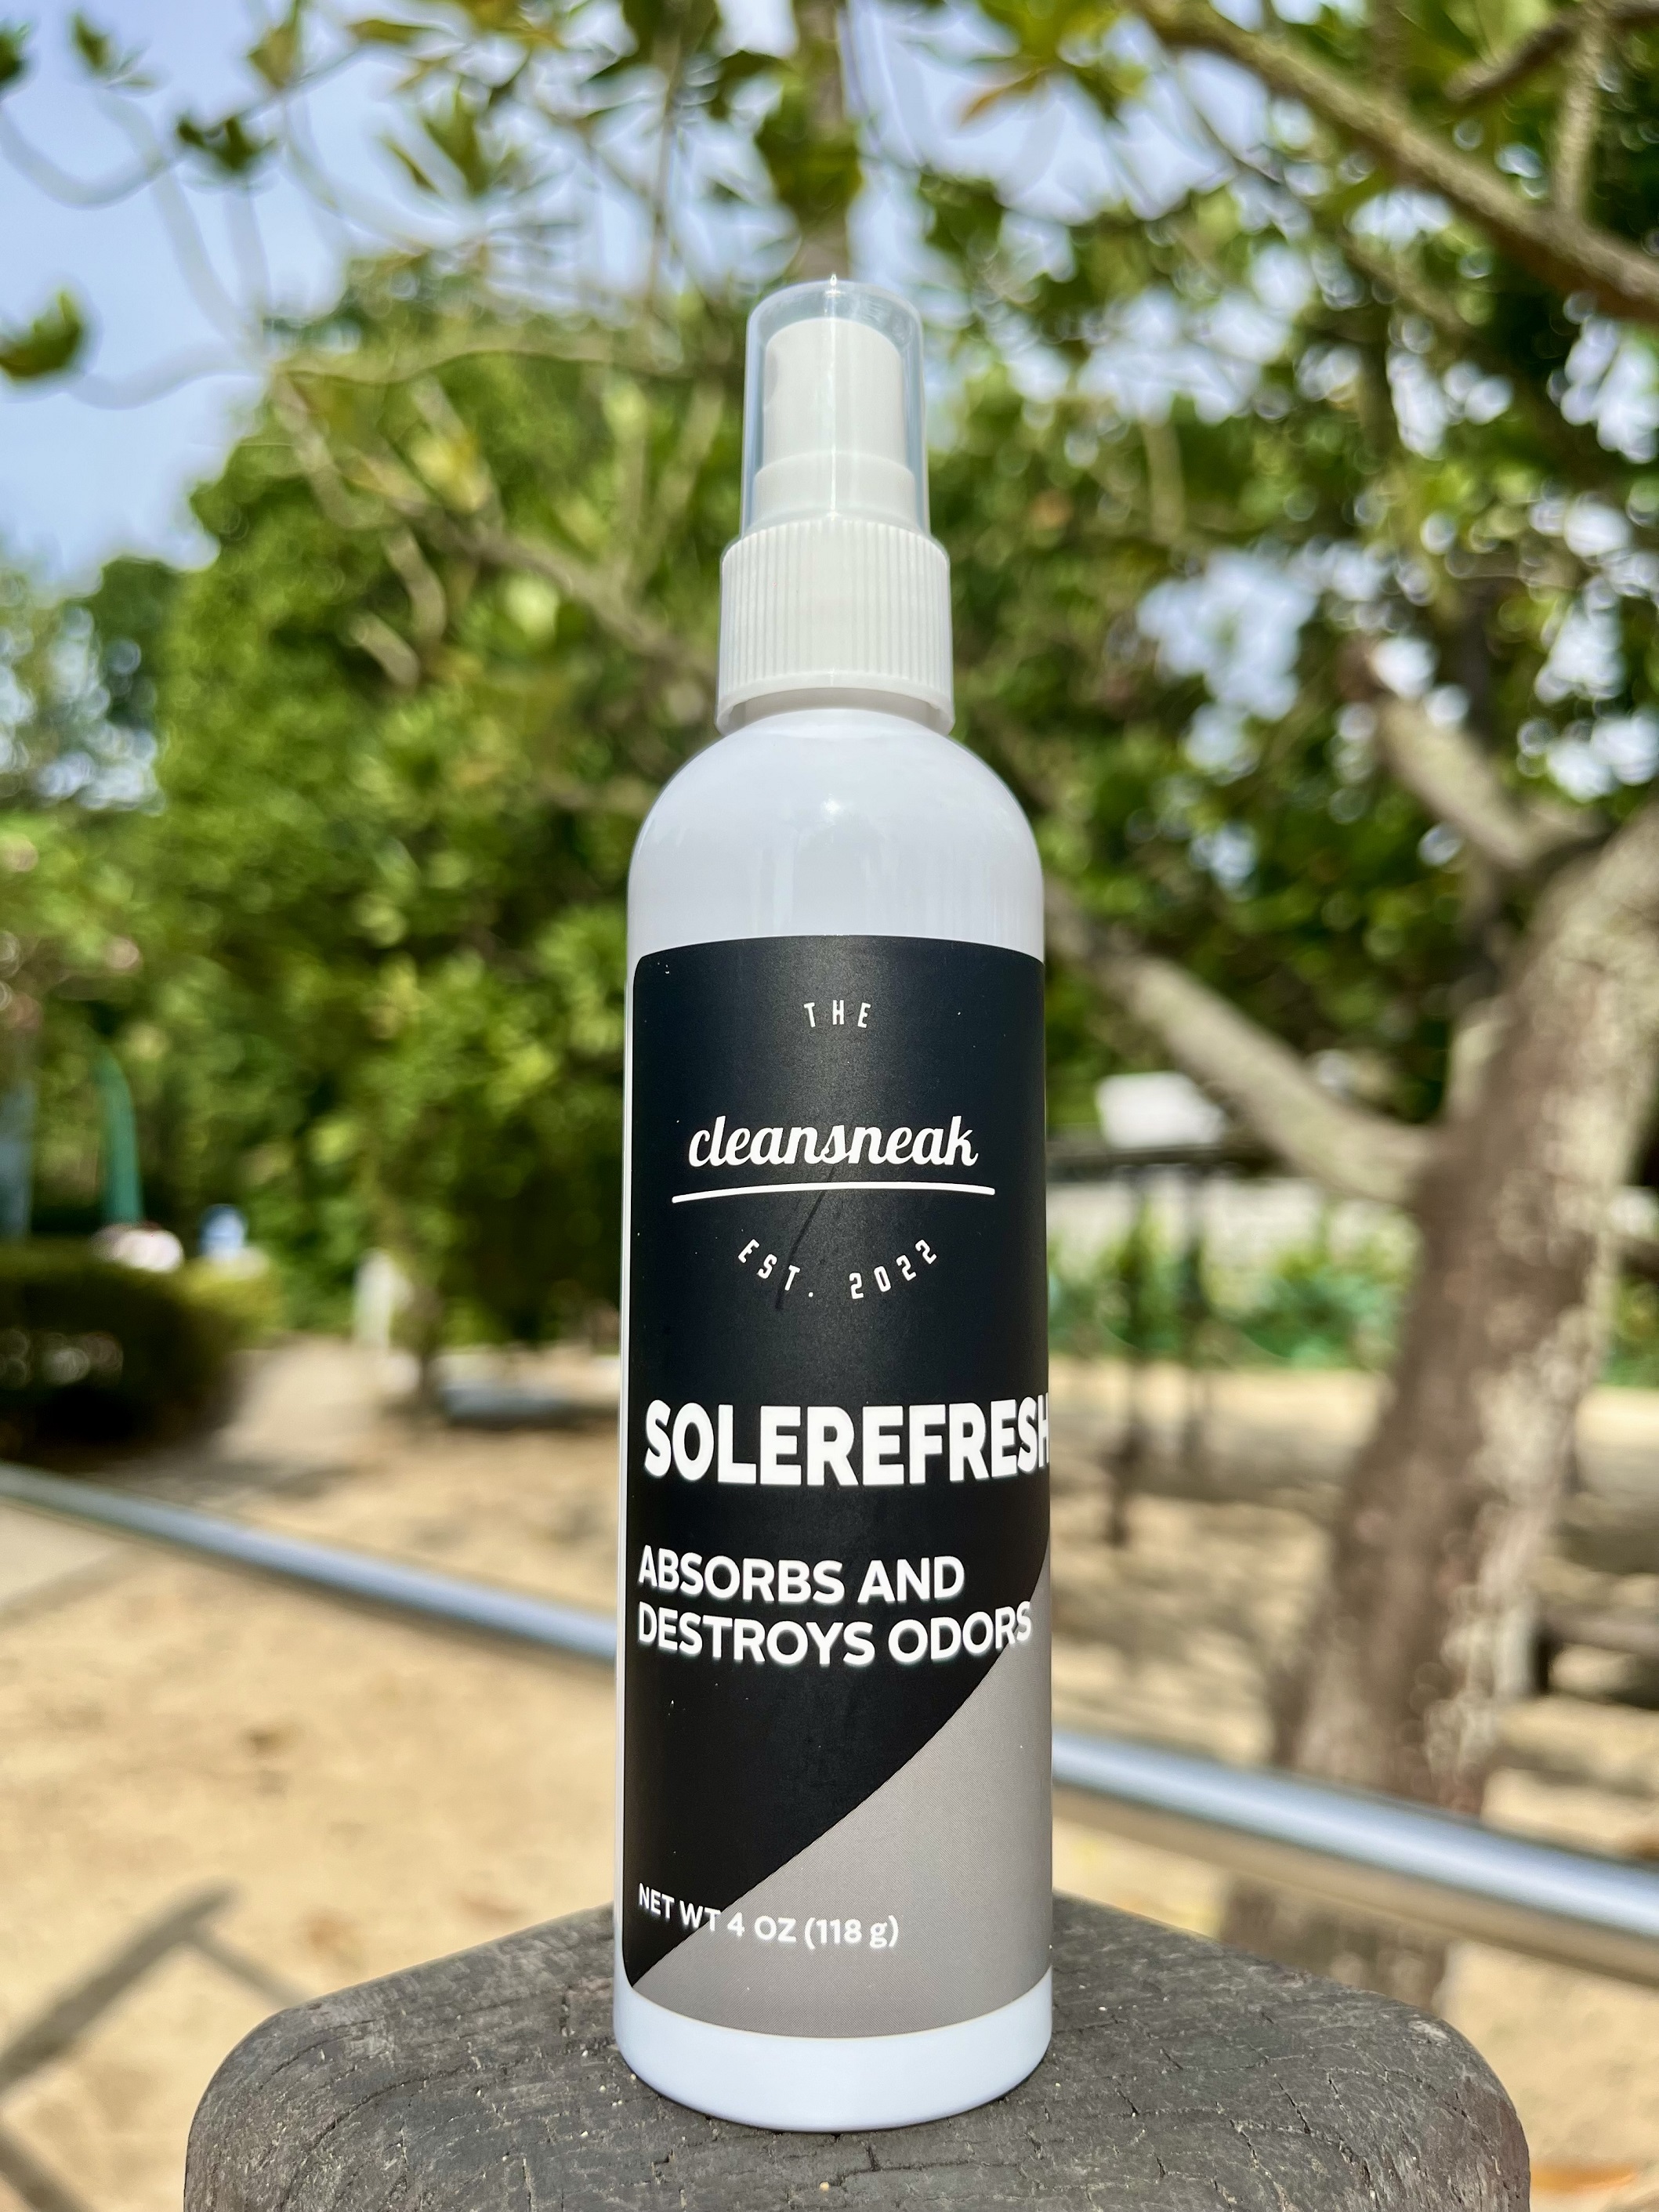 THE
cleansneak
EST. 2022
SOLEREFRESH
ABSORBS AND
DESTROYS ODORS
NET WT 4 OZ (118 g)